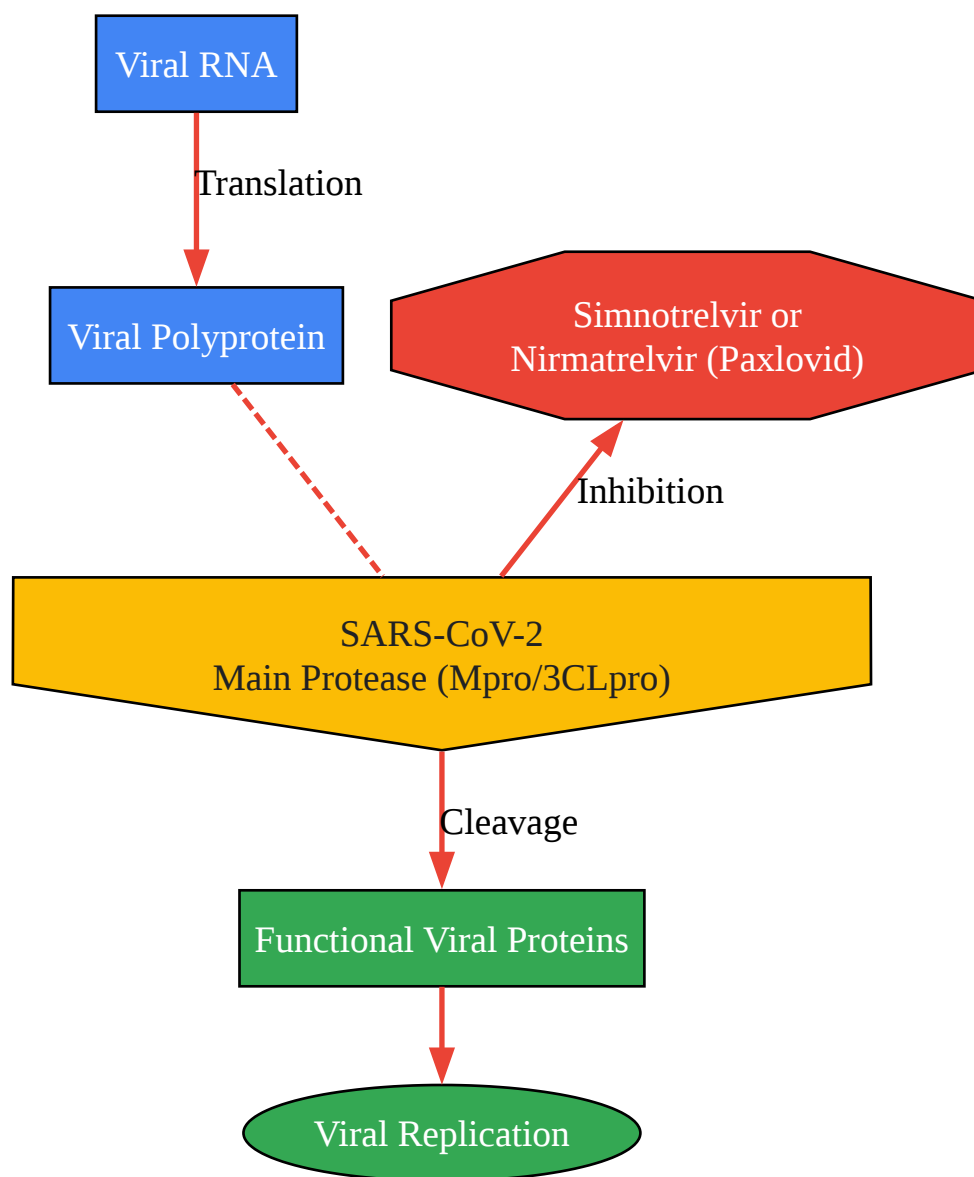 Viral RNA
Translation
Viral Polyprotein
Simnotrelvir or
Nirmatrelvir (Paxlovid)
Inhibition
SARS-CoV-2
Main Protease (Mpro/3CLpro)
Cleavage
Functional Viral Proteins
Viral Replication